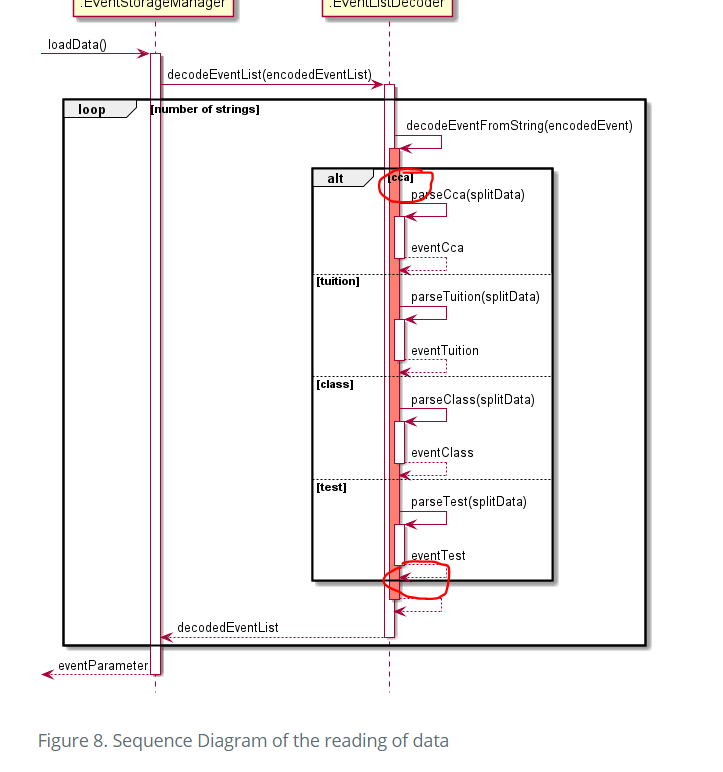 :EventStorageManager :EventListDecoder
loadData()
decodeEventList(encodedEventList)
loop [number of strings]
decodeEventFromString(encodedEvent)
alt [cca]
parseCca(splitData)
eventCca
[tuition]
parseTuition(splitData)
eventTuition
[class]
parseClass(splitData)
eventClass
[test]
parseTest(splitData)
eventTest
decodedEventList
eventParameter
Figure 8. Sequence Diagram of the reading of data